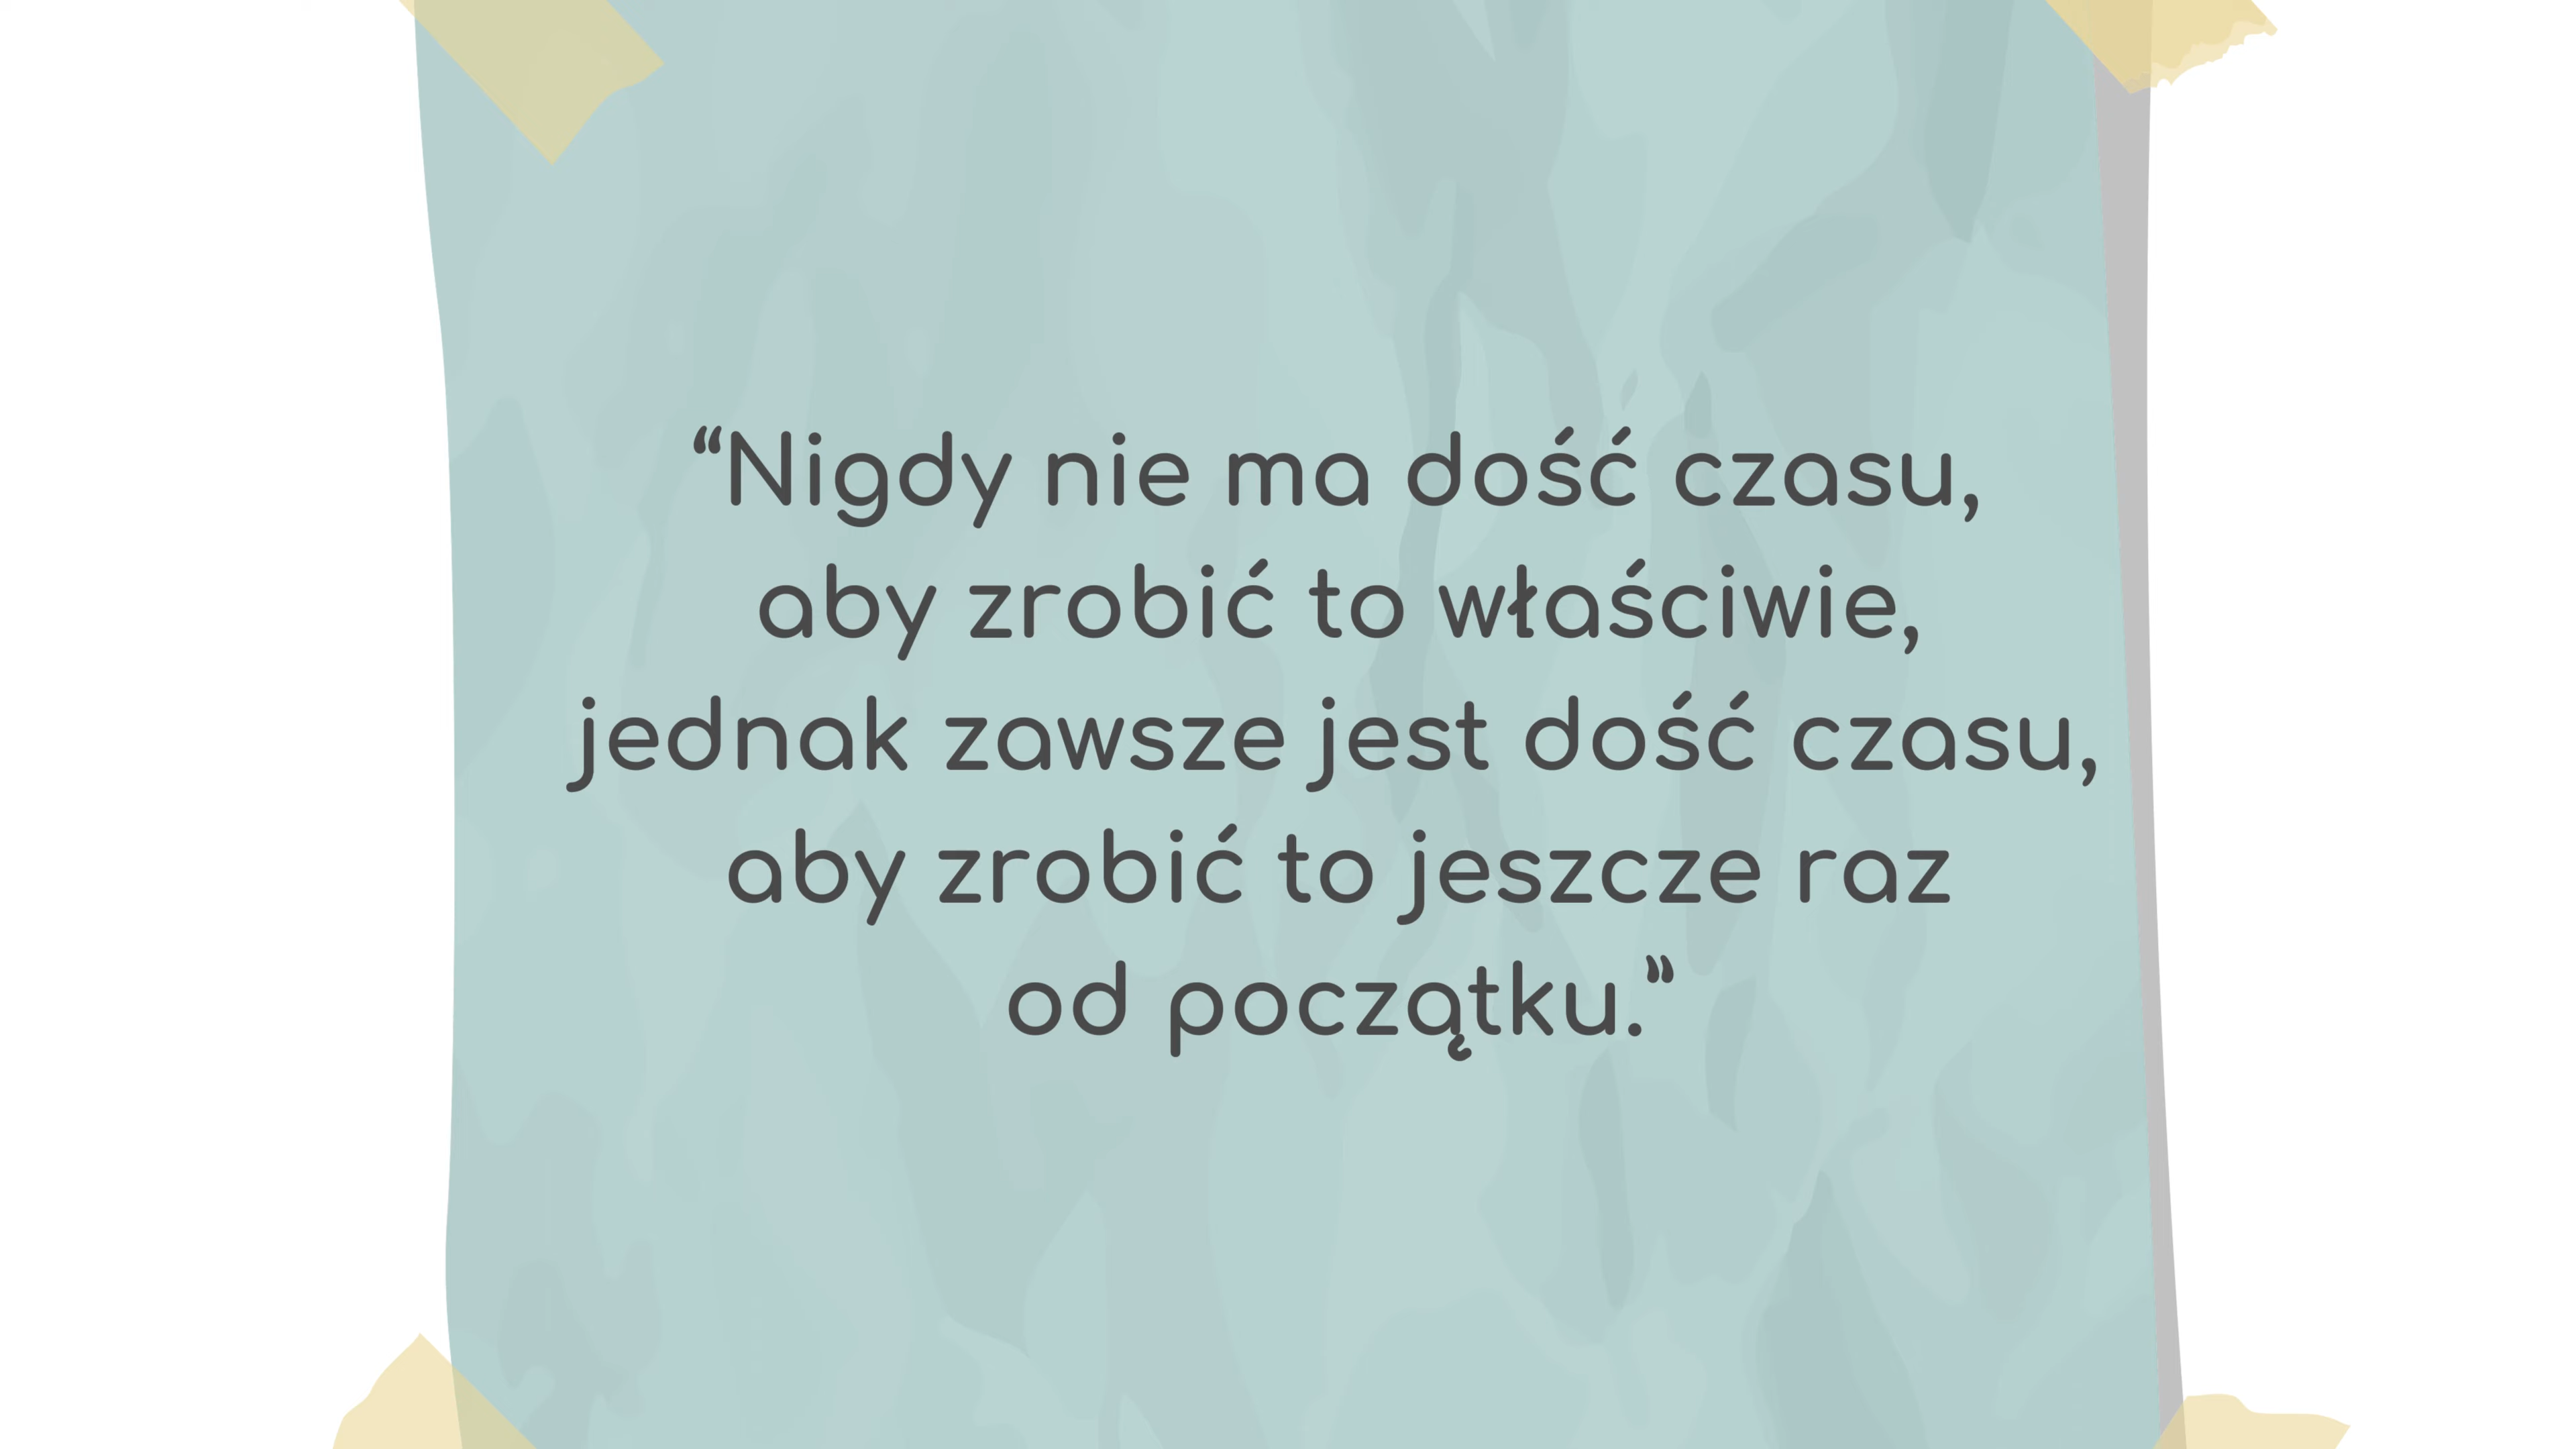 “Nigdy nie ma dość czasu,
aby zrobić to właściwie,
jednak zawsze jest dość czasu,
aby zrobić to jeszcze raz
od początku.”